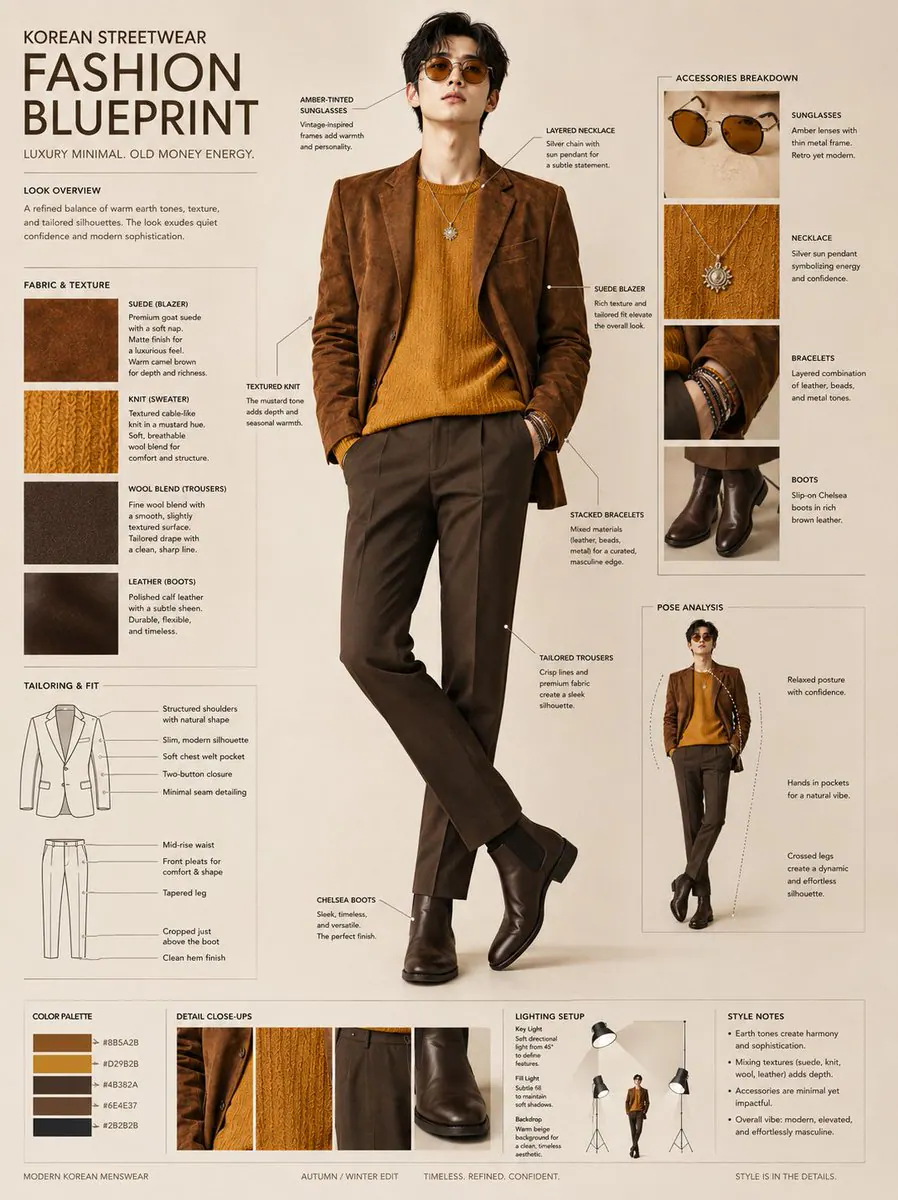 KOREAN STREETWEAR
FASHION
BLUEPRINT
LUXURY MINIMAL. OLD MONEY ENERGY.
LOOK OVERVIEW
A refined balance of warm earth tones, texture,
and tailored silhouettes. The look exudes quiet
confidence and modern sophistication.
FABRIC & TEXTURE
SUEDE (BLAZER)
Premium goat suede
with a soft nap.
Matte finish for
a luxurious feel.
Warm camel brown
for depth and richness.
KNIT (SWEATER)
Textured cable-like
knit in a mustard hue.
Soft, breathable
wool blend for
comfort and structure.
WOOL BLEND (TROUSERS)
Fine wool blend with
a smooth, slightly
textured surface.
Tailored drape with
a clean, sharp line.
LEATHER (BOOTS)
Polished calf leather
with a subtle sheen.
Durable, flexible,
and timeless.
TAILORING & FIT
Structured shoulders
with natural shape
Slim, modern silhouette
Soft chest welt pocket
Two-button closure
Minimal seam detailing
Mid-rise waist
Front pleats for
comfort & shape
Tapered leg
Cropped just
above the boot
Clean hem finish
AMBER-TINTED
SUNGLASSES
Vintage-inspired
frames add warmth
and personality.
LAYERED NECKLACE
Silver chain with
sun pendant for
a subtle statement.
SUEDE BLAZER
Rich texture and
tailored fit elevate
the overall look.
TEXTURED KNIT
The mustard tone
adds depth and
seasonal warmth.
STACKED BRACELETS
Mixed materials
(leather, beads,
metal) for a curated,
masculine edge.
TAILORED TROUSERS
Crisp lines and
premium fabric
create a sleek
silhouette.
CHELSEA BOOTS
Sleek, timeless,
and versatile.
The perfect finish.
ACCESSORIES BREAKDOWN
SUNGLASSES
Amber lenses with
thin metal frame.
Retro yet modern.
NECKLACE
Silver sun pendant
symbolizing energy
and confidence.
BRACELETS
Layered combination
of leather, beads,
and metal tones.
BOOTS
Slip-on Chelsea
boots in rich
brown leather.
POSE ANALYSIS
Relaxed posture
with confidence.
Hands in pockets
for a natural vibe.
Crossed legs
create a dynamic
and effortless
silhouette.
COLOR PALETTE
#8B5A2B
#D29B2B
#4B382A
#6E4E37
#2B2B2B
DETAIL CLOSE-UPS
LIGHTING SETUP
Key Light
Soft directional
light from 45°
to define
features.
Fill Light
Subtle fill
to maintain
soft shadows.
Backdrop
Warm beige
background for
a clean, timeless
aesthetic.
STYLE NOTES
• Earth tones create harmony
and sophistication.
• Mixing textures (suede, knit,
wool, leather) adds depth.
• Accessories are minimal yet
impactful.
• Overall vibe: modern, elevated,
and effortlessly masculine.
MODERN KOREAN MENSWEAR
AUTUMN / WINTER EDIT
TIMELESS. REFINED. CONFIDENT.
STYLE IS IN THE DETAILS.